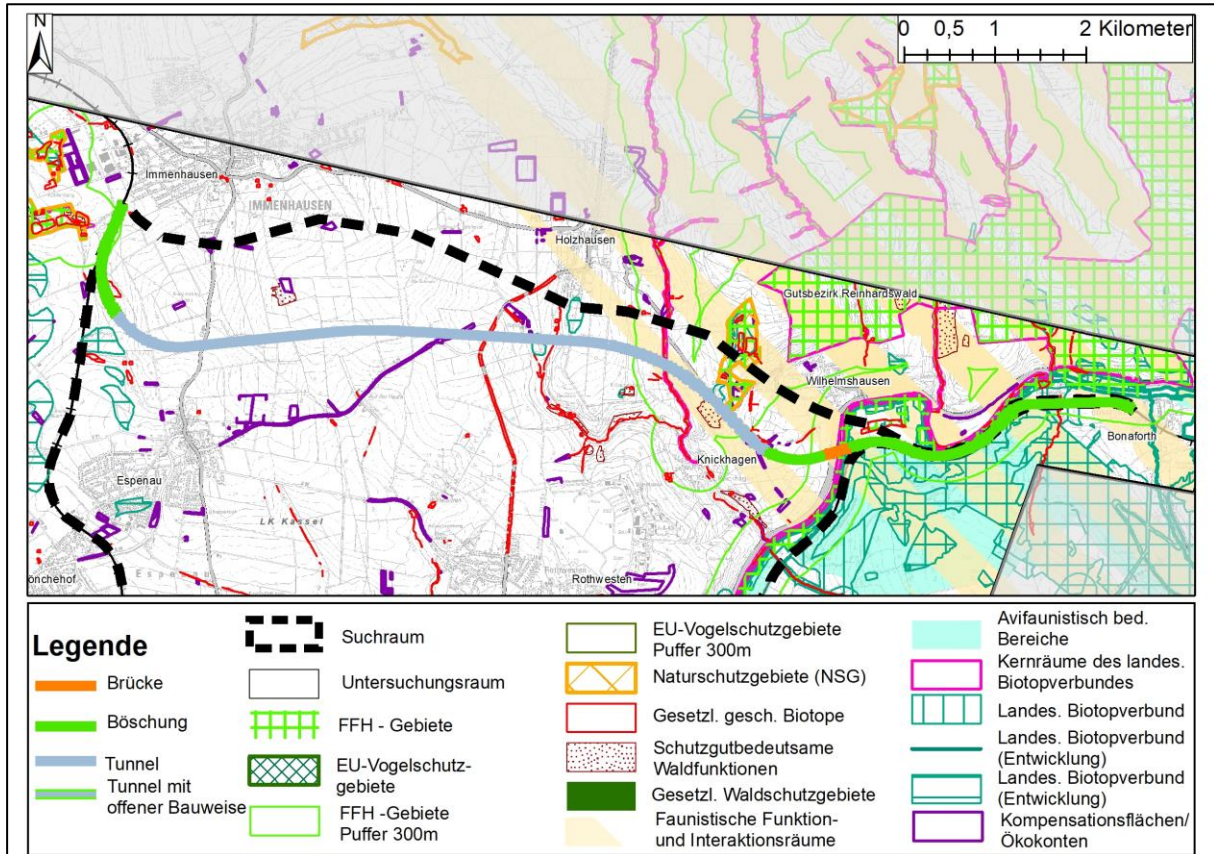 N
0 0,5 1 2 Kilometer
Immenhausen
IMMENHAUSEN
Holzhausen
Gutsbezirk Reinhardswald
Wilhelmshausen
Bonaforth
Knickhagen
Espenau
LK Kassel
Espenau
Rothwesten
önchehof
Legende
Brücke
Böschung
Tunnel
Tunnel mit
offener Bauweise
Suchraum
Untersuchungsraum
FFH - Gebiete
EU-Vogelschutz-
gebiete
FFH -Gebiete
Puffer 300m
EU-Vogelschutzgebiete
Puffer 300m
Naturschutzgebiete (NSG)
Gesetzl. gesch. Biotope
Schutzgutbedeutsame
Waldfunktionen
Gesetzl. Waldschutzgebiete
Faunistische Funktion-
und Interaktionsräume
Avifaunistisch bed.
Bereiche
Kernräume des landes.
Biotopverbundes
Landes. Biotopverbund
Landes. Biotopverbund
(Entwicklung)
Landes. Biotopverbund
(Entwicklung)
Kompensationsflächen/
Ökokonten